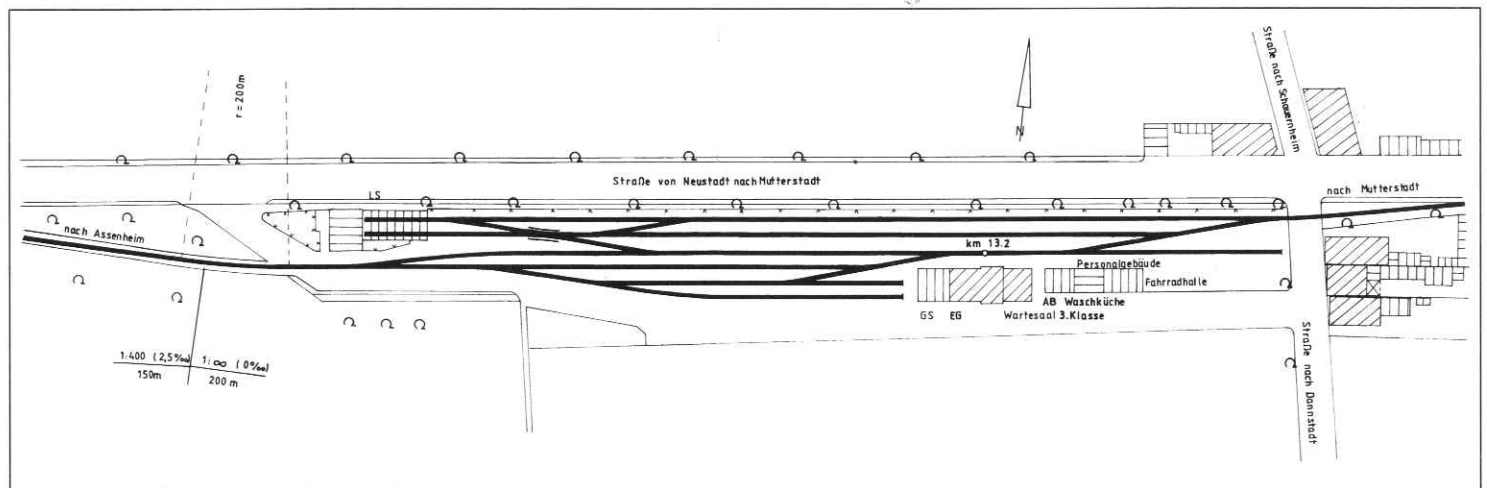 r = 200m
N
Straße nach Schauernheim
Straße von Neustadt nach Mutterstadt
nach Mutterstadt
LS
nach Assenheim
km 13.2
Personalgebäude
Fahrradhalle
AB Waschküche
GS EG Wartesaal 3.Klasse
Straße nach Dannstadt
1:400 (2,5‰) 1:∞ (0‰)
150m 200 m